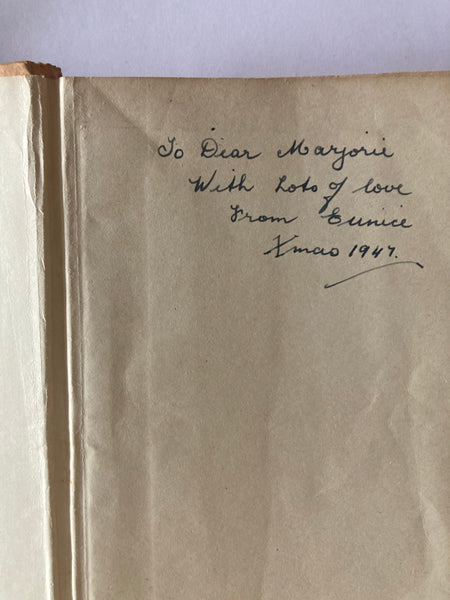 To Dear Marjorie
With Lots of love
From Eunice
Xmas 1947.